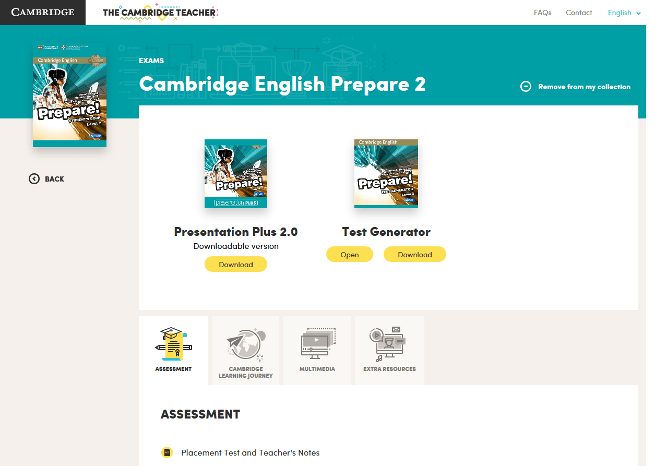 CAMBRIDGE
THE CAMBRIDGE TEACHER
FAQs
Contact
English
EXAMS
Cambridge English Prepare 2
Remove from my collection
Cambridge English
Prepare!
BACK
Prepare!
PRESENTATION PLUS
Cambridge English
Prepare!
Presentation Plus 2.0
Downloadable version
Download
Test Generator
Open
Download
ASSESSMENT
CAMBRIDGE
LEARNING JOURNEY
MULTIMEDIA
EXTRA RESOURCES
ASSESSMENT
Placement Test and Teacher's Notes